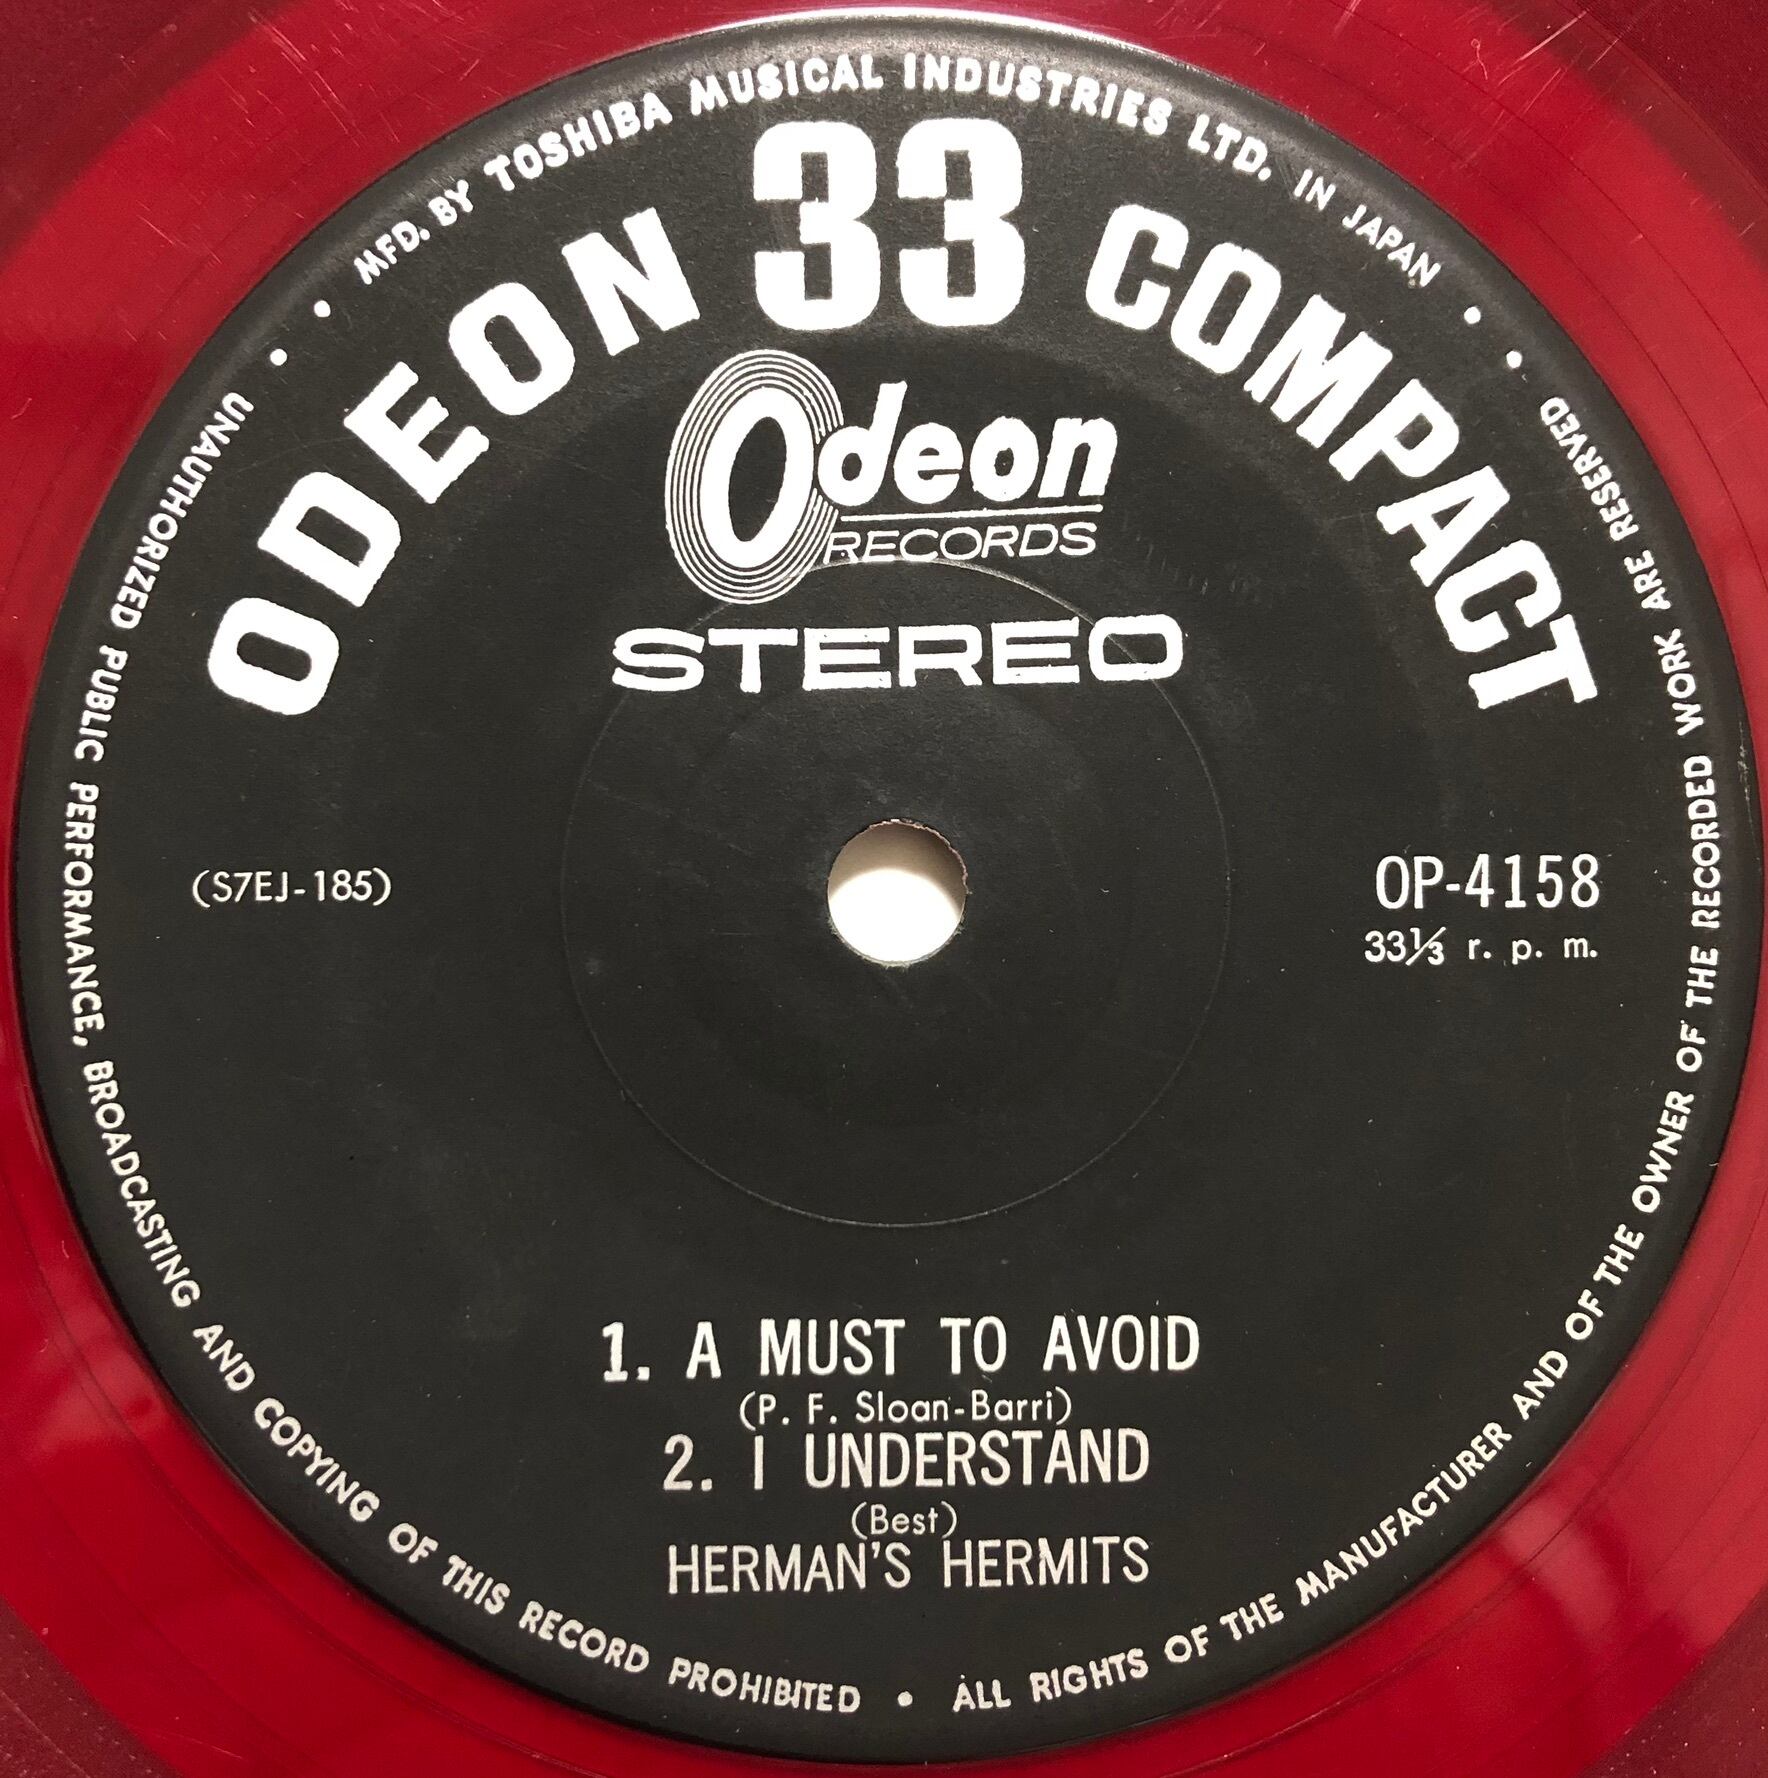 MFD. BY TOSHIBA MUSICAL INDUSTRIES LTD. IN JAPAN
ODEON 33 COMPACT
Odeon
RECORDS
STEREO
(S7EJ-185)
OP-4158
33⅓ r. p. m.
1. A MUST TO AVOID
(P. F. Sloan-Barri)
2. I UNDERSTAND
(Best)
HERMAN'S HERMITS
UNAUTHORIZED PUBLIC PERFORMANCE, BROADCASTING AND COPYING OF THIS RECORD PROHIBITED • ALL RIGHTS OF THE MANUFACTURER AND OF THE OWNER OF THE RECORDED WORK ARE RESERVED